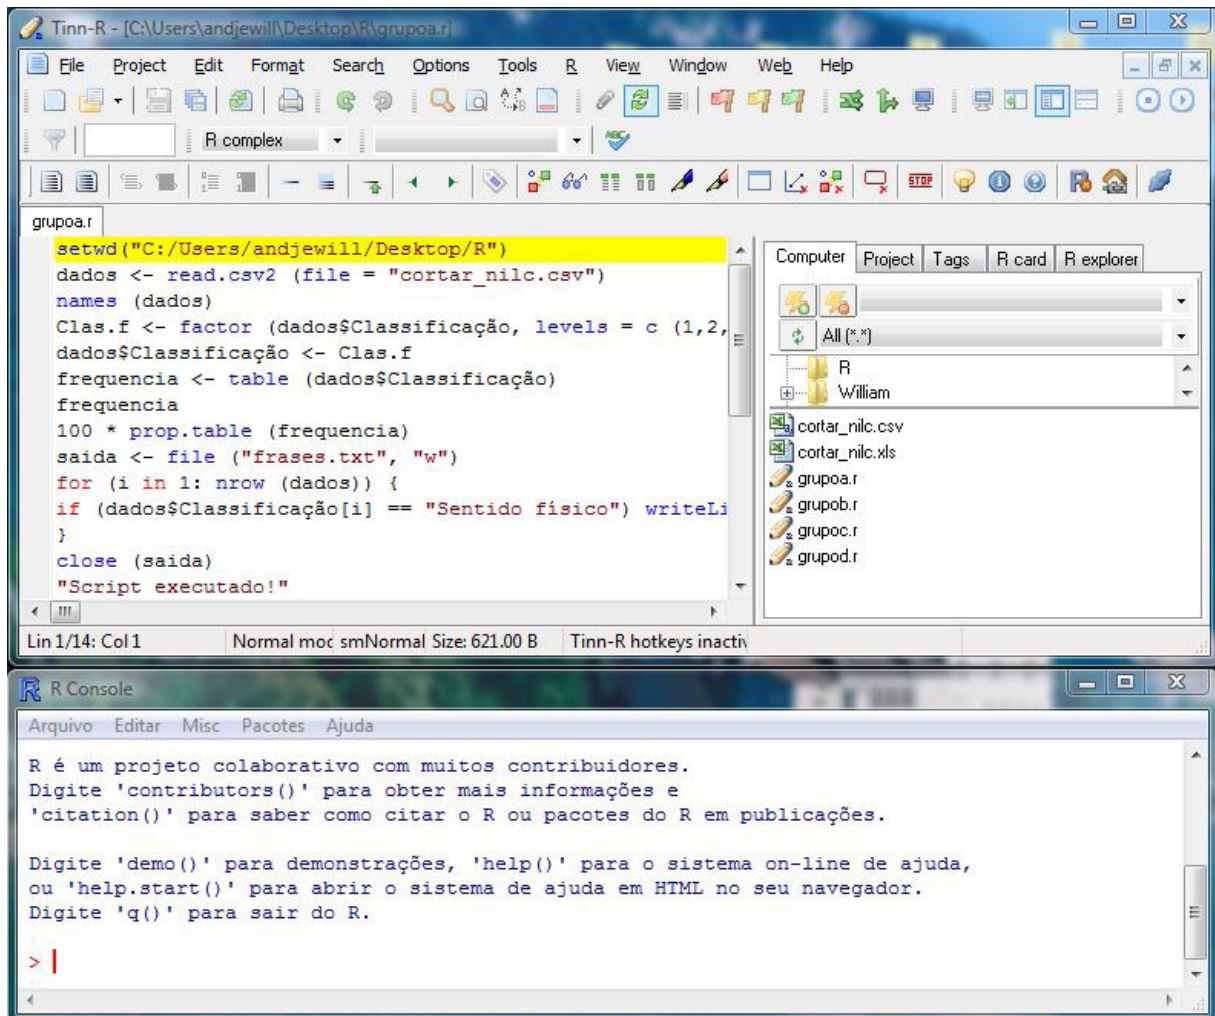 Tinn-R - [C:\Users\andjewill\Desktop\R\grupoa.r]
File Project Edit Format Search Options Tools R View Window Web Help
R complex
ABC
STOP
grupoa.r
setwd("C:/Users/andjewill/Desktop/R")
dados <- read.csv2 (file = "cortar_nilc.csv")
names (dados)
Clas.f <- factor (dados$Classificação, levels = c (1,2,
dados$Classificação <- Clas.f
frequencia <- table (dados$Classificação)
frequencia
100 * prop.table (frequencia)
saida <- file ("frases.txt", "w")
for (i in 1: nrow (dados)) {
if (dados$Classificação[i] == "Sentido físico") writeLi
}
close (saida)
"Script executado!"
Computer Project Tags R card R explorer
All (*.*)
R
William
cortar_nilc.csv
cortar_nilc.xls
grupoa.r
grupob.r
grupoc.r
grupod.r
Lin 1/14: Col 1 Normal mod smNormal Size: 621.00 B Tinn-R hotkeys inactiv
R Console
Arquivo Editar Misc Pacotes Ajuda
R é um projeto colaborativo com muitos contribuidores.
Digite 'contributors()' para obter mais informações e
'citation()' para saber como citar o R ou pacotes do R em publicações.
Digite 'demo()' para demonstrações, 'help()' para o sistema on-line de ajuda,
ou 'help.start()' para abrir o sistema de ajuda em HTML no seu navegador.
Digite 'q()' para sair do R.
>